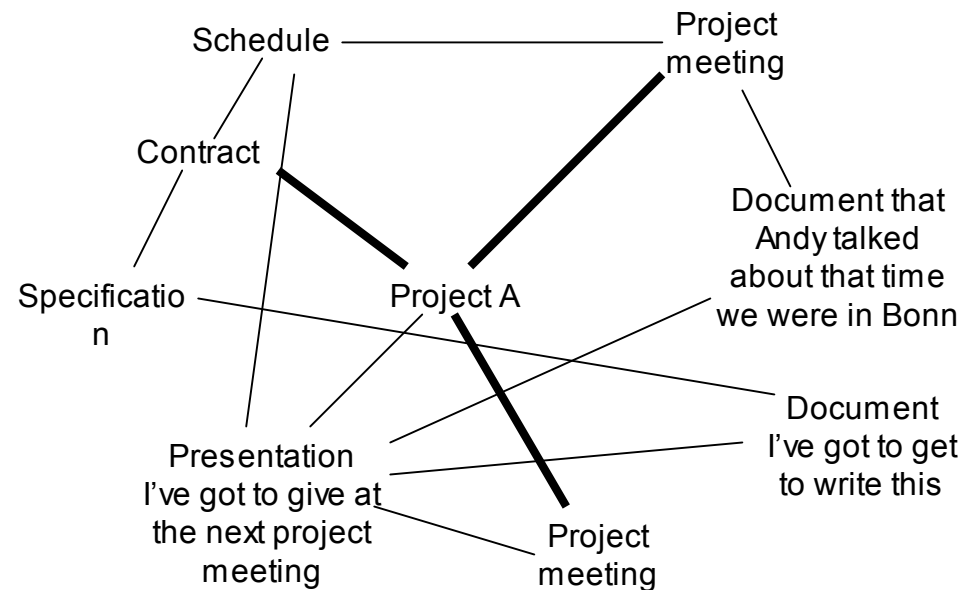 Schedule
Project
meeting
Contract
Document that
Andy talked
about that time
we were in Bonn
Specificatio
n
Project A
Document
I've got to get
to write this
Presentation
I've got to give at
the next project
meeting
Project
meeting